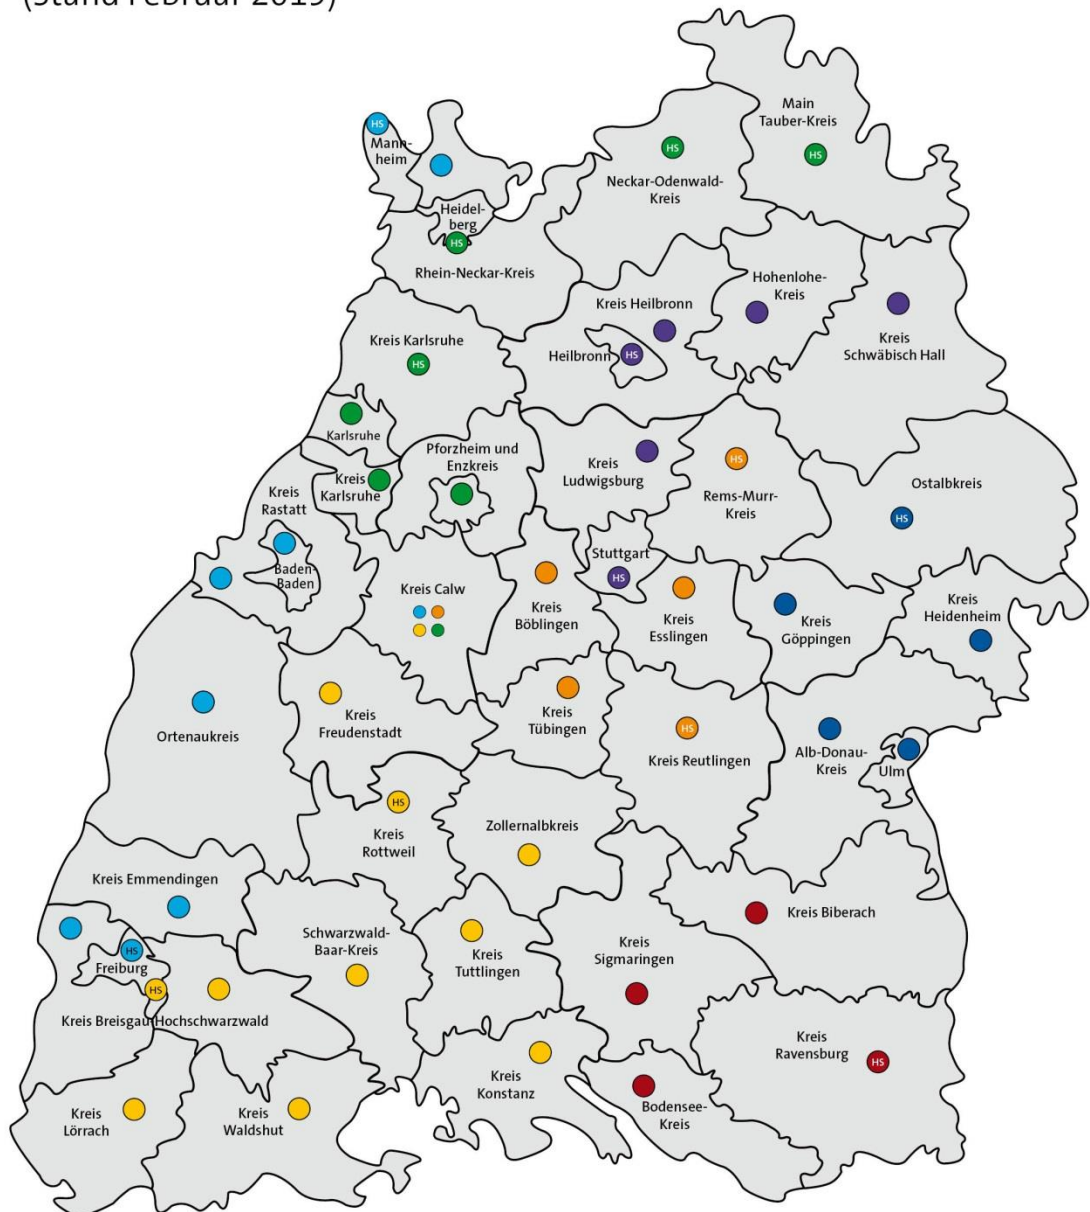 (Stand Februar 2019)
Main
Tauber-Kreis
HS
HS
Mann-
heim
HS
Neckar-Odenwald-
Kreis
Heidel-
berg
HS
Rhein-Neckar-Kreis
Hohenlohe-
Kreis
Kreis Heilbronn
Kreis
Schwäbisch Hall
Kreis Karlsruhe
HS
Heilbronn
HS
Karlsruhe
Pforzheim und
Enzkreis
Kreis
Ludwigsburg
HS
Rems-Murr-
Kreis
Ostalbkreis
HS
Kreis
Karlsruhe
Kreis
Rastatt
Baden-
Baden
Stuttgart
HS
Kreis Calw
Kreis
Böblingen
Kreis
Esslingen
Kreis
Göppingen
Kreis
Heidenheim
Ortenaukreis
Kreis
Freudenstadt
Kreis
Tübingen
HS
Kreis Reutlingen
Alb-Donau-
Kreis
Ulm
HS
Kreis
Rottweil
Zollernalbkreis
Kreis Emmendingen
Kreis Biberach
Schwarzwald-
Baar-Kreis
Kreis
Tuttlingen
Kreis
Sigmaringen
HS
Freiburg
HS
Kreis Breisgau-Hochschwarzwald
Kreis
Ravensburg
HS
Kreis
Konstanz
Bodensee-
Kreis
Kreis
Lörrach
Kreis
Waldshut